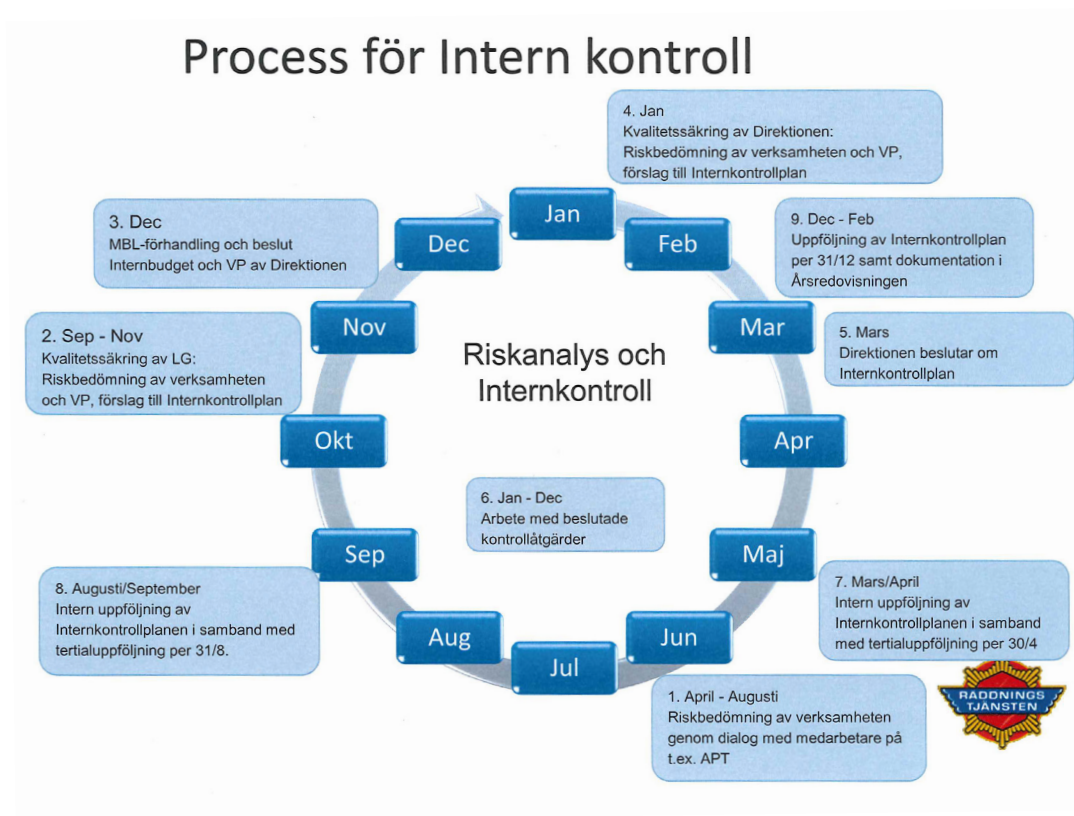 Process för Intern kontroll
4. Jan
Kvalitetssäkring av Direktionen:
Riskbedömning av verksamheten och VP,
förslag till Internkontrollplan
3. Dec
MBL-förhandling och beslut
Internbudget och VP av Direktionen
Jan
Dec
Feb
9. Dec - Feb
Uppföljning av Internkontrollplan
per 31/12 samt dokumentation i
Årsredovisningen
2. Sep - Nov
Kvalitetssäkring av LG:
Riskbedömning av verksamheten
och VP, förslag till Internkontrollplan
Nov
Mar
5. Mars
Direktionen beslutar om
Internkontrollplan
Riskanalys och
Internkontroll
Okt
Apr
6. Jan - Dec
Arbete med beslutade
kontrollåtgärder
Sep
Maj
8. Augusti/September
Intern uppföljning av
Internkontrollplanen i samband med
tertialuppföljning per 31/8.
7. Mars/April
Intern uppföljning av
Internkontrollplanen i samband
med tertialuppföljning per 30/4
Aug
Jun
Jul
1. April - Augusti
Riskbedömning av verksamheten
genom dialog med medarbetare på
t.ex. APT
RÄDDNINGS
TJÄNSTEN